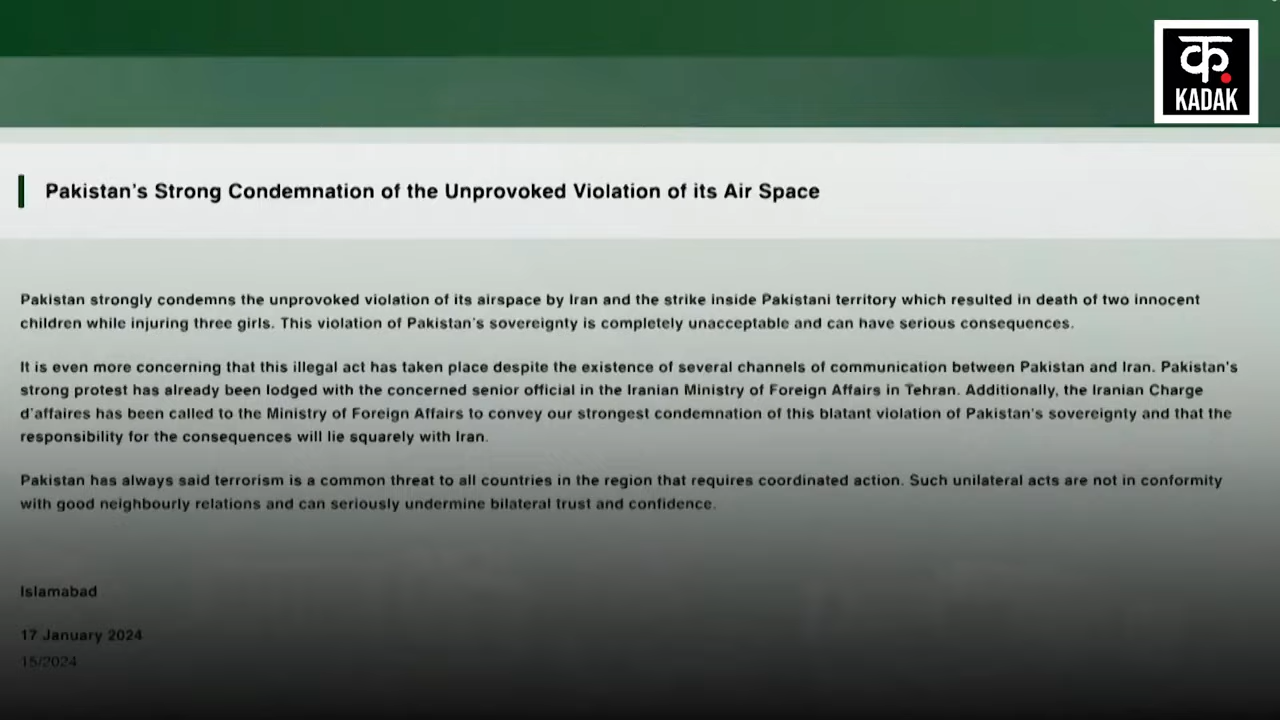 क.
KADAK
Pakistan's Strong Condemnation of the Unprovoked Violation of its Air Space
Pakistan strongly condemns the unprovoked violation of its airspace by Iran and the strike inside Pakistani territory which resulted in death of two innocent
children while injuring three girls. This violation of Pakistan's sovereignty is completely unacceptable and can have serious consequences.
It is even more concerning that this illegal act has taken place despite the existence of several channels of communication between Pakistan and Iran. Pakistan's
strong protest has already been lodged with the concerned senior official in the Iranian Ministry of Foreign Affairs in Tehran. Additionally, the Iranian Charge
d'affaires has been called to the Ministry of Foreign Affairs to convey our strongest condemnation of this blatant violation of Pakistan's sovereignty and that the
responsibility for the consequences will lie squarely with Iran.
Pakistan has always said terrorism is a common threat to all countries in the region that requires coordinated action. Such unilateral acts are not in conformity
with good neighbourly relations and can seriously undermine bilateral trust and confidence.
Islamabad
17 January 2024
15/2024